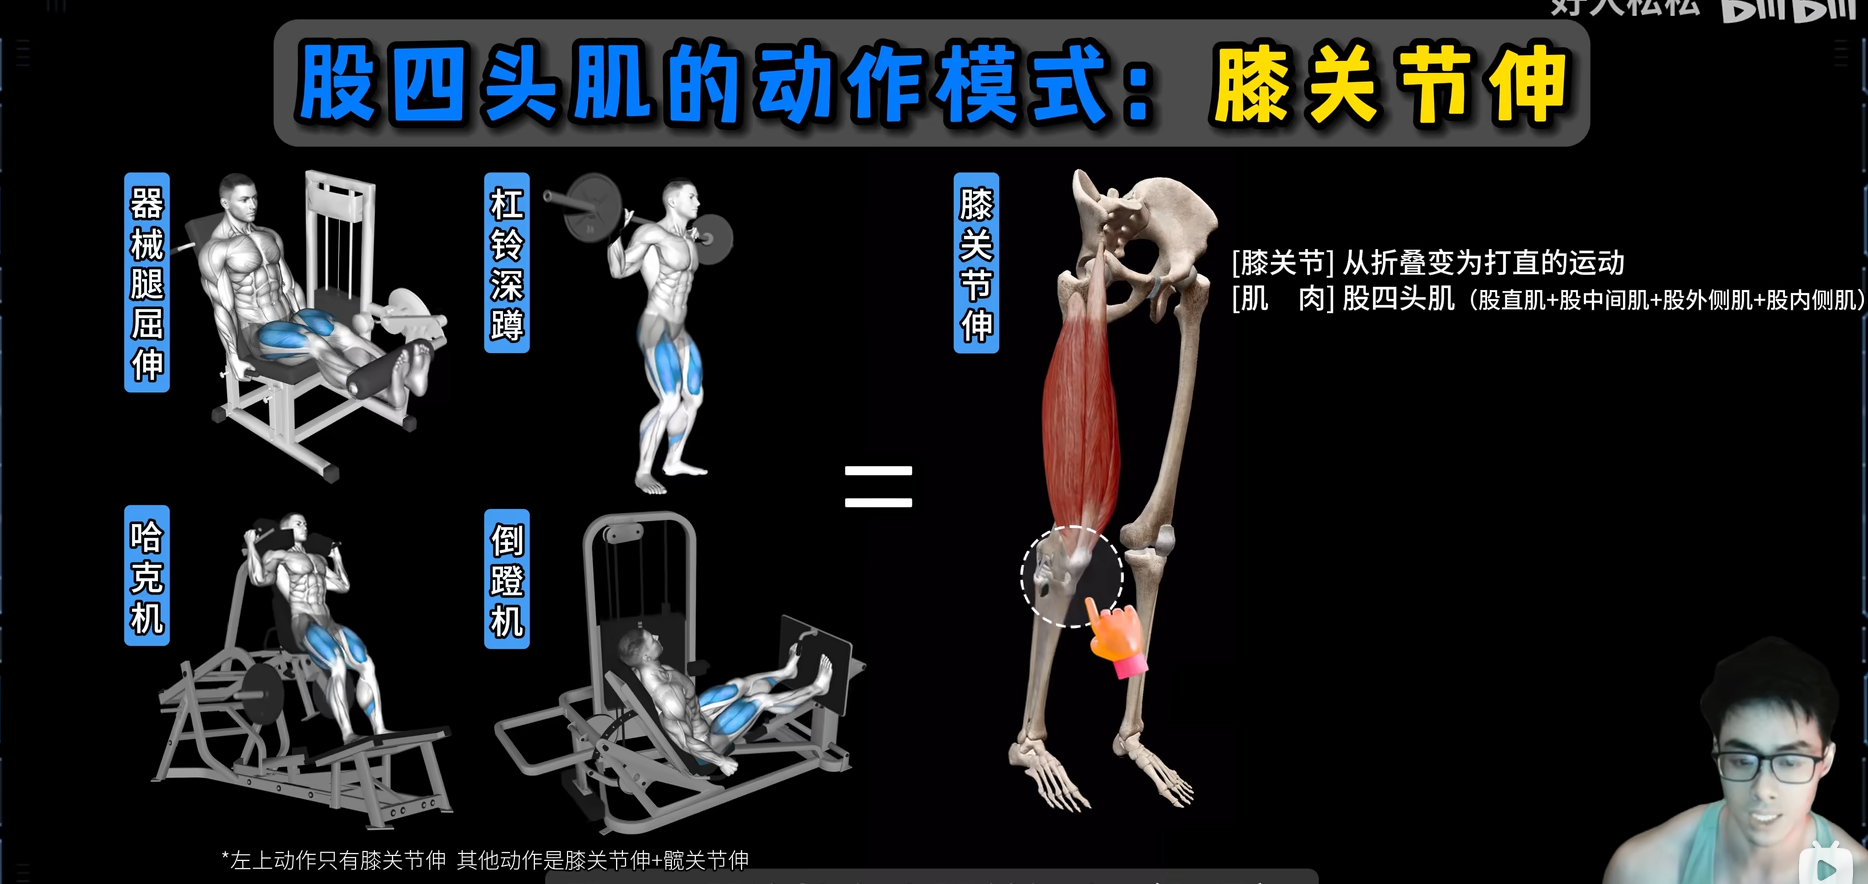 好人松松 bilibili
股四头肌的动作模式：膝关节伸
器械腿屈伸
杠铃深蹲
膝关节伸
[膝关节] 从折叠变为打直的运动
[肌　肉] 股四头肌（股直肌+股中间肌+股外侧肌+股内侧肌）
哈克机
倒蹬机
*左上动作只有膝关节伸 其他动作是膝关节伸+髋关节伸